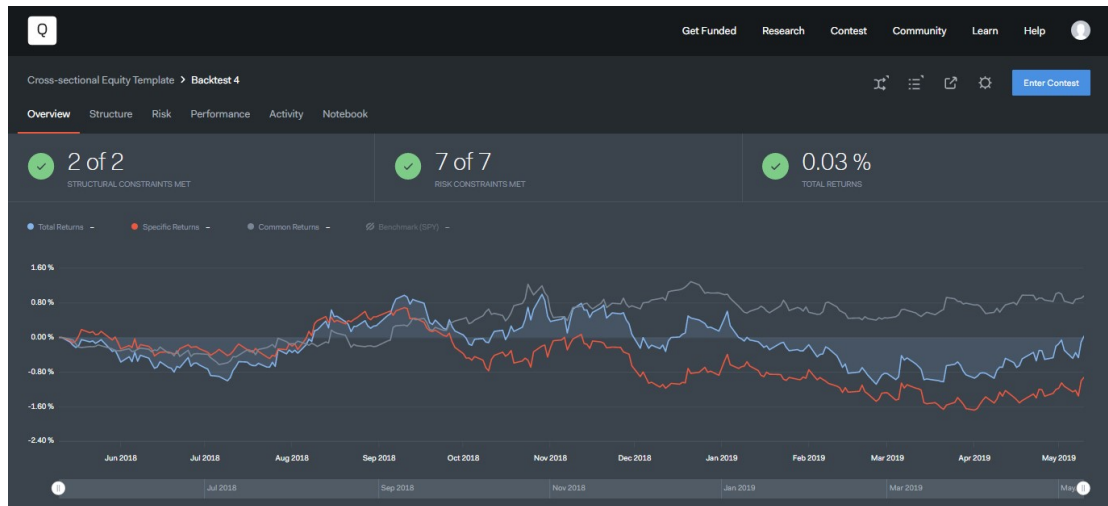 Q
Get Funded Research Contest Community Learn Help
Cross-sectional Equity Template > Backtest 4
Enter Contest
Overview Structure Risk Performance Activity Notebook
2 of 2
STRUCTURAL CONSTRAINTS MET
7 of 7
RISK CONSTRAINTS MET
0.03 %
TOTAL RETURNS
Total Returns – Specific Returns – Common Returns – Benchmark (SPY) –
1.60 %
0.80 %
0.00 %
-0.80 %
-1.60 %
-2.40 %
Jun 2018 Jul 2018 Aug 2018 Sep 2018 Oct 2018 Nov 2018 Dec 2018 Jan 2019 Feb 2019 Mar 2019 Apr 2019 May 2019
Jul 2018 Sep 2018 Nov 2018 Jan 2019 Mar 2019 May